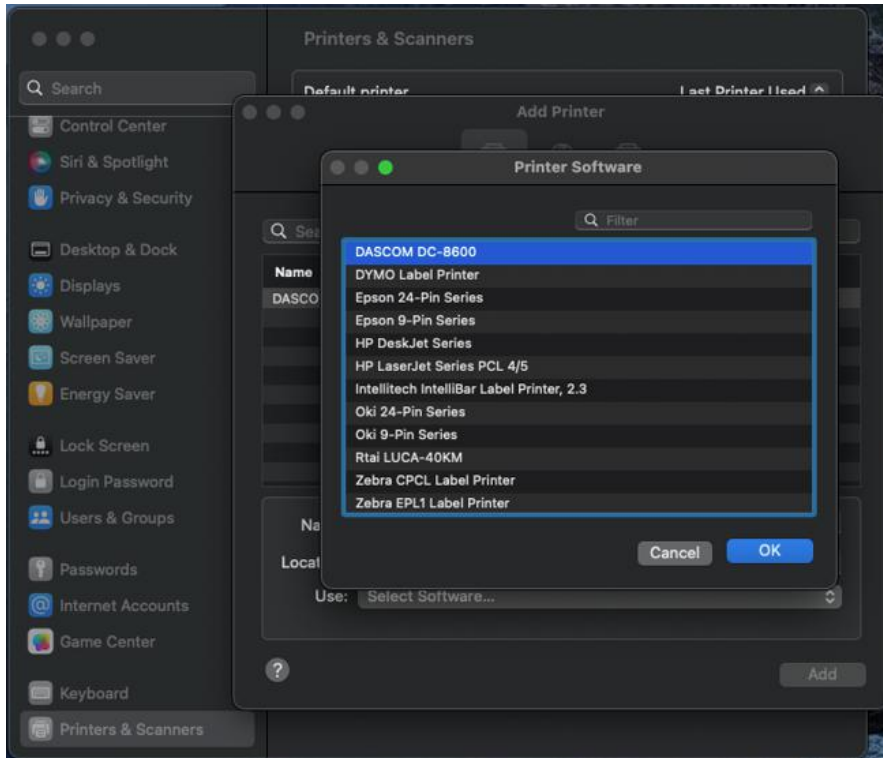 Printers & Scanners
Search
Default printer Last Printer Used
Control Center
Siri & Spotlight
Privacy & Security
Desktop & Dock
Displays
Wallpaper
Screen Saver
Energy Saver
Lock Screen
Login Password
Users & Groups
Passwords
Internet Accounts
Game Center
Keyboard
Printers & Scanners
Add Printer
Name
DASCO
Use: Select Software...
?
Add
Printer Software
Filter
DASCOM DC-8600
DYMO Label Printer
Epson 24-Pin Series
Epson 9-Pin Series
HP DeskJet Series
HP LaserJet Series PCL 4/5
Intellitech IntelliBar Label Printer, 2.3
Oki 24-Pin Series
Oki 9-Pin Series
Rtai LUCA-40KM
Zebra CPCL Label Printer
Zebra EPL1 Label Printer
Cancel OK